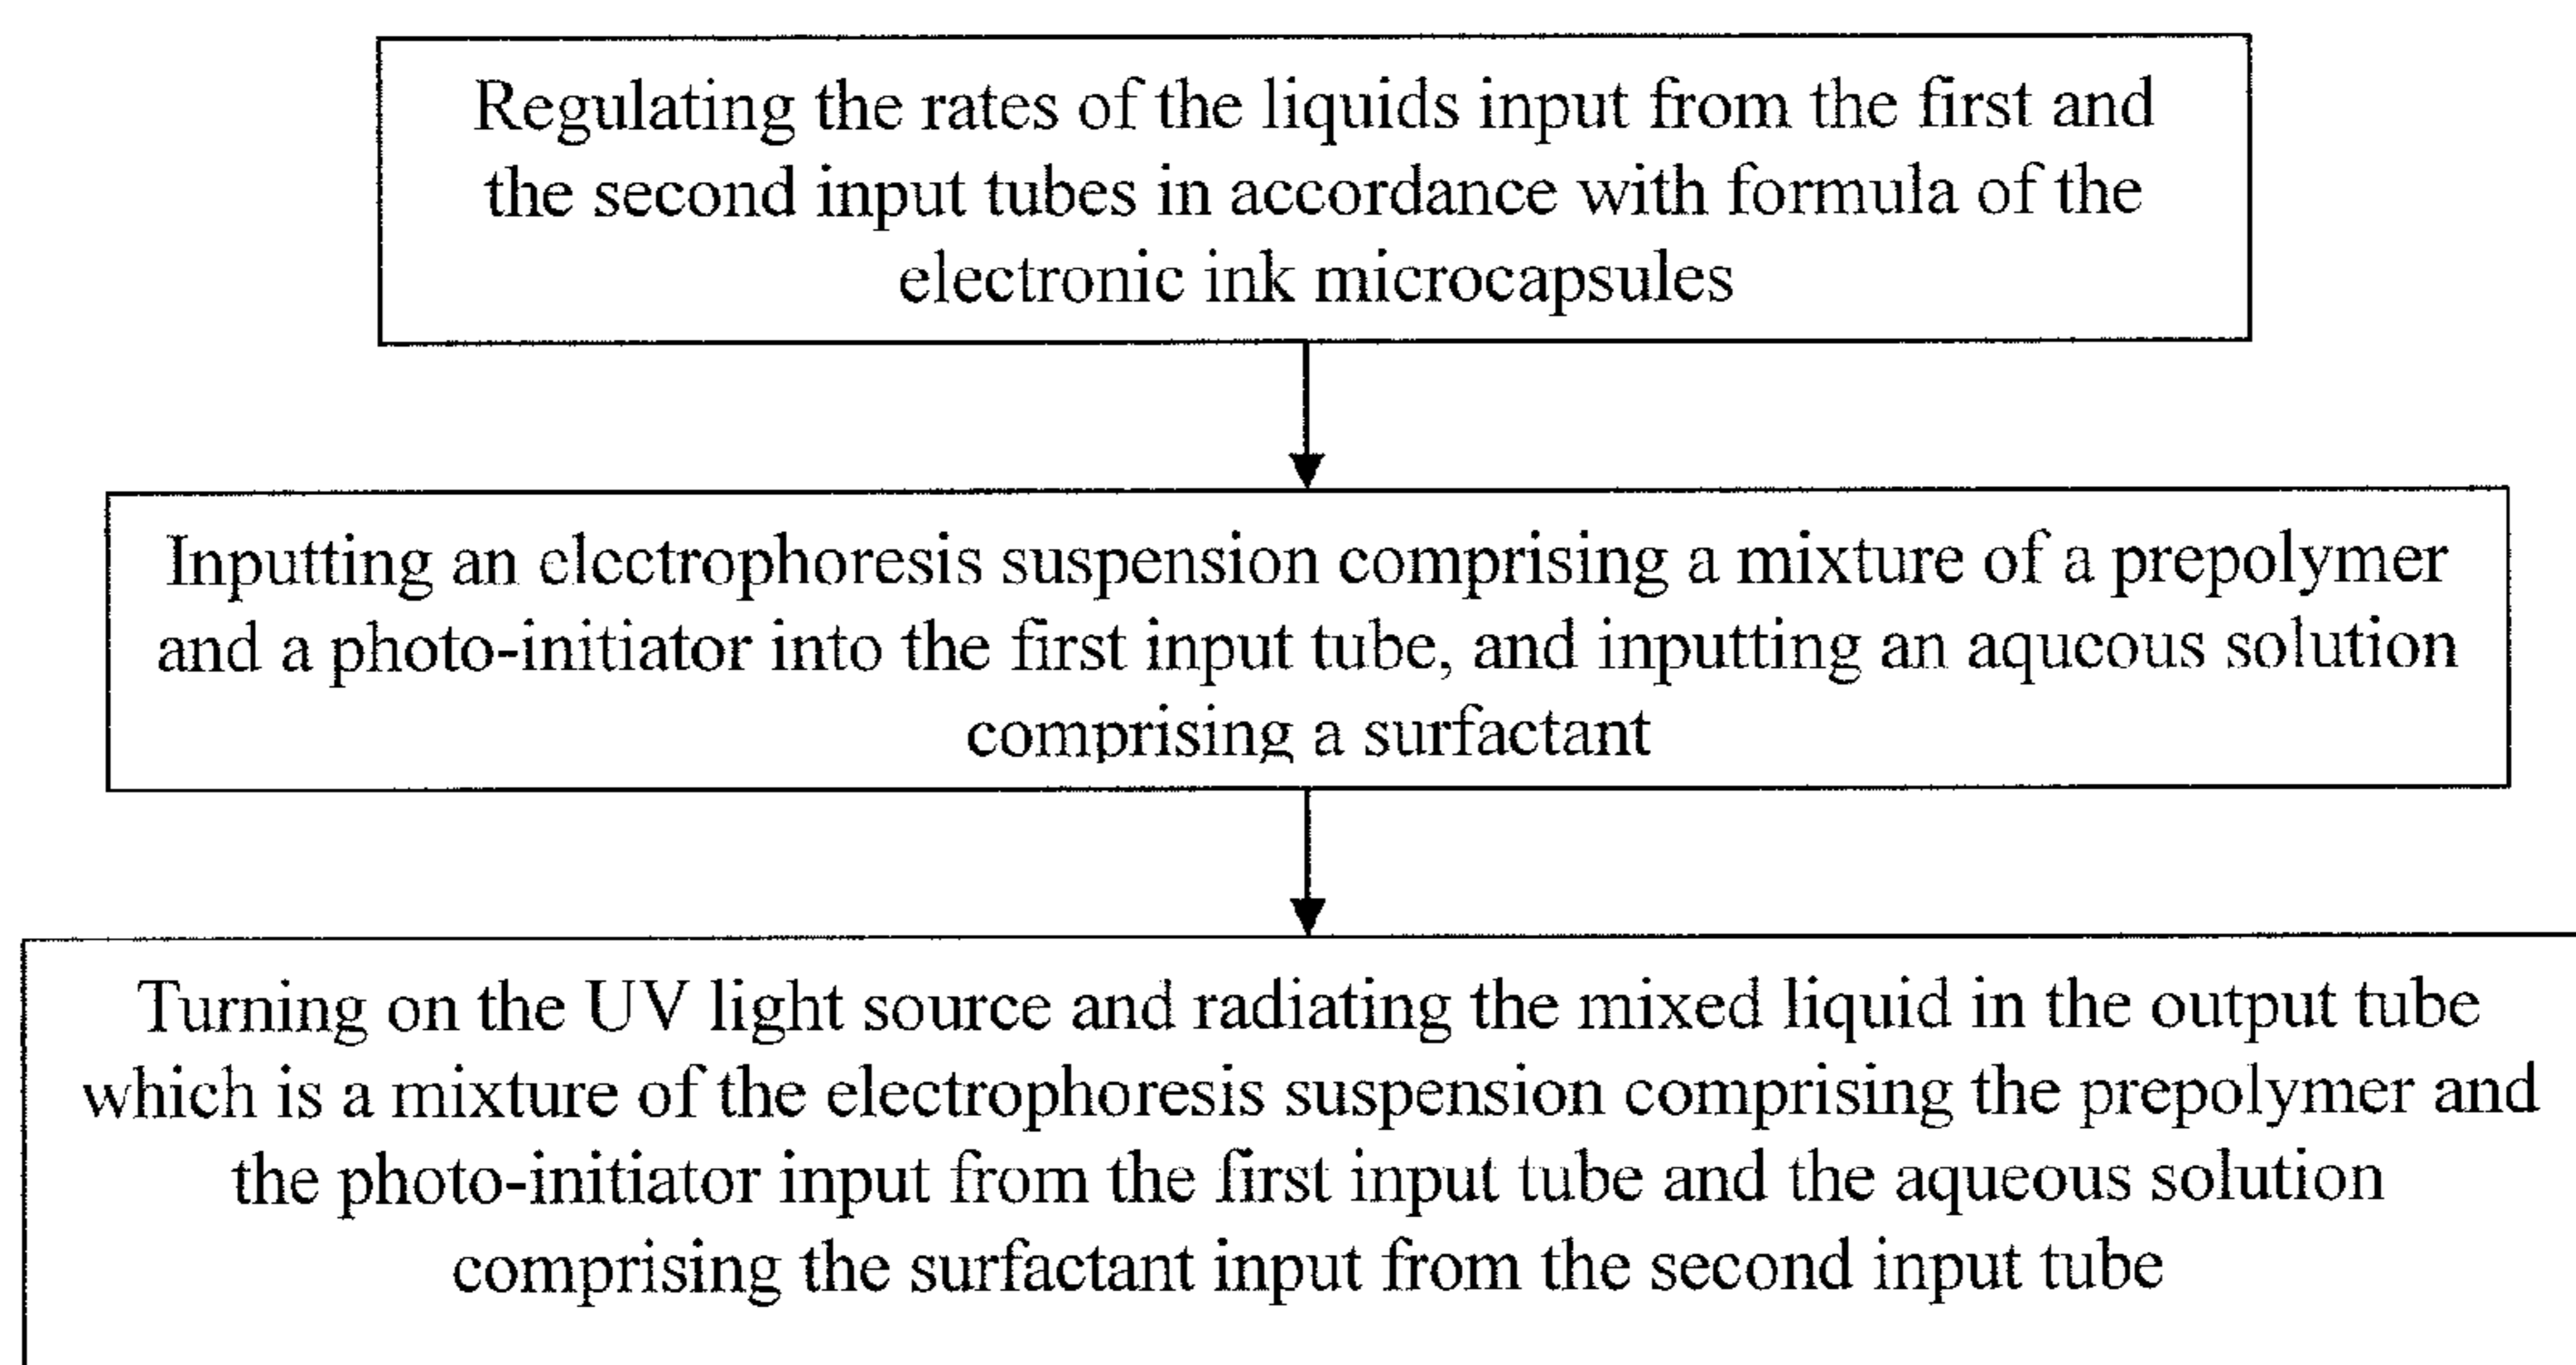 Regulating the rates of the liquids input from the first and
the second input tubes in accordance with formula of the
electronic ink microcapsules
Inputting an electrophoresis suspension comprising a mixture of a prepolymer
and a photo-initiator into the first input tube, and inputting an aqueous solution
comprising a surfactant
Turning on the UV light source and radiating the mixed liquid in the output tube
which is a mixture of the electrophoresis suspension comprising the prepolymer and
the photo-initiator input from the first input tube and the aqueous solution
comprising the surfactant input from the second input tube